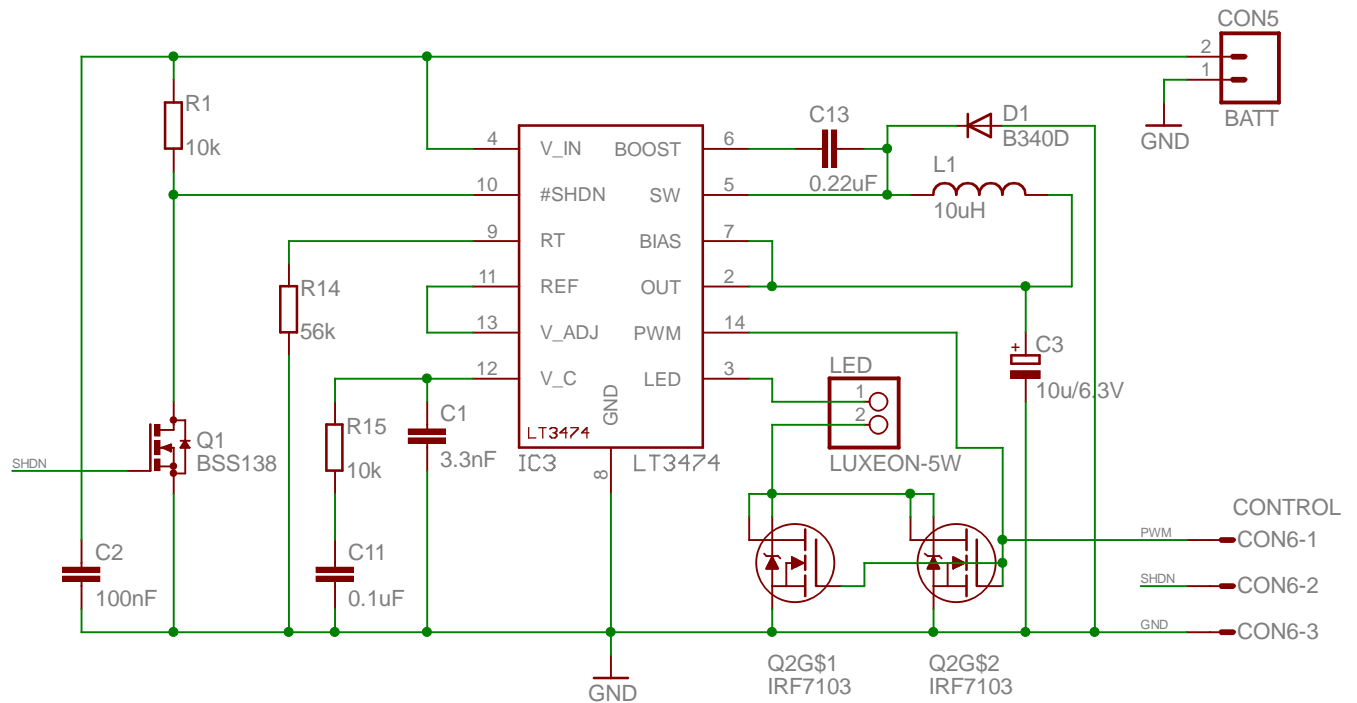 CON5
2
1
BATT
GND
R1
10k
C13
0.22uF
D1
B340D
L1
10uH
4
V_IN
BOOST
6
10
#SHDN
SW
5
9
RT
BIAS
7
11
REF
OUT
2
13
V_ADJ
PWM
14
12
V_C
LED
3
GND
8
LT3474
IC3
LT3474
R14
56k
R15
10k
C1
3.3nF
C11
0.1uF
C2
100nF
SHDN
Q1
BSS138
LED
1
2
LUXEON-5W
+
C3
10u/6.3V
CONTROL
PWM
CON6-1
SHDN
CON6-2
GND
CON6-3
Q2G$1
IRF7103
Q2G$2
IRF7103
GND